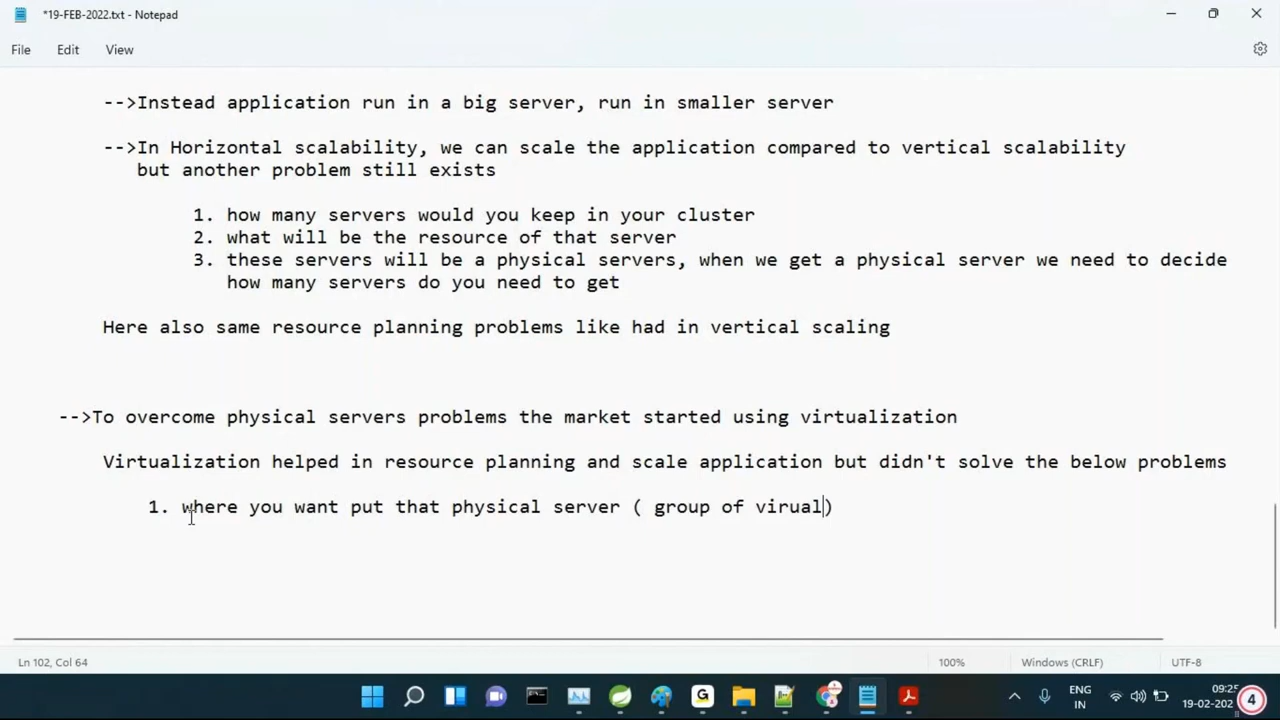 *19-FEB-2022.txt - Notepad
File Edit View
-->Instead application run in a big server, run in smaller server
-->In Horizontal scalability, we can scale the application compared to vertical scalability
but another problem still exists
1. how many servers would you keep in your cluster
2. what will be the resource of that server
3. these servers will be a physical servers, when we get a physical server we need to decide
how many servers do you need to get
Here also same resource planning problems like had in vertical scaling
-->To overcome physical servers problems the market started using virtualization
Virtualization helped in resource planning and scale application but didn't solve the below problems
1. where you want put that physical server ( group of virual)
Ln 102, Col 64 100% Windows (CRLF) UTF-8
ENG 09:25
IN 19-02-202 4